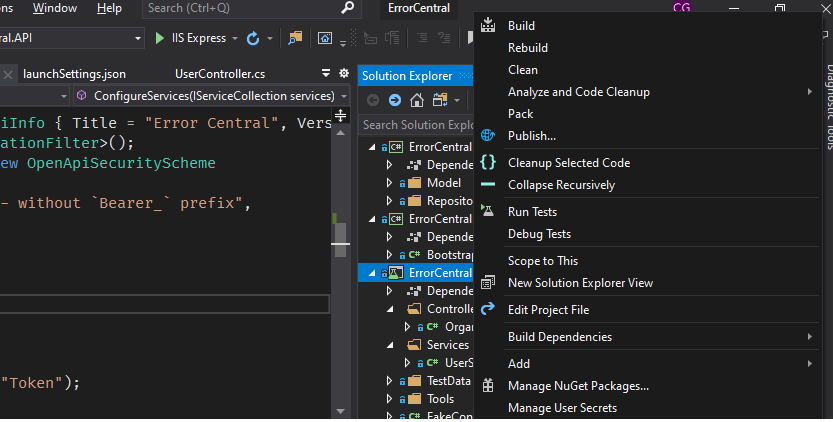 ns Window Help Search (Ctrl+Q) ErrorCentral CG
ral.API IIS Express
launchSettings.json UserController.cs
ConfigureServices(IServiceCollection services)
iInfo { Title = "Error Central", Vers
ationFilter>();
ew OpenApiSecurityScheme
- without `Bearer_` prefix",
"Token");
Solution Explorer
Search Solution Explo
ErrorCentral
Depende
Model
Reposito
ErrorCentral
Depende
Bootstrap
ErrorCentral
Depende
Controlle
C# Organ
Services
C# UserS
TestData
Tools
C# FakeCon
Build
Rebuild
Clean
Analyze and Code Cleanup
Pack
Publish...
Cleanup Selected Code
Collapse Recursively
Run Tests
Debug Tests
Scope to This
New Solution Explorer View
Edit Project File
Build Dependencies
Add
Manage NuGet Packages...
Manage User Secrets
Diagnostic Tools